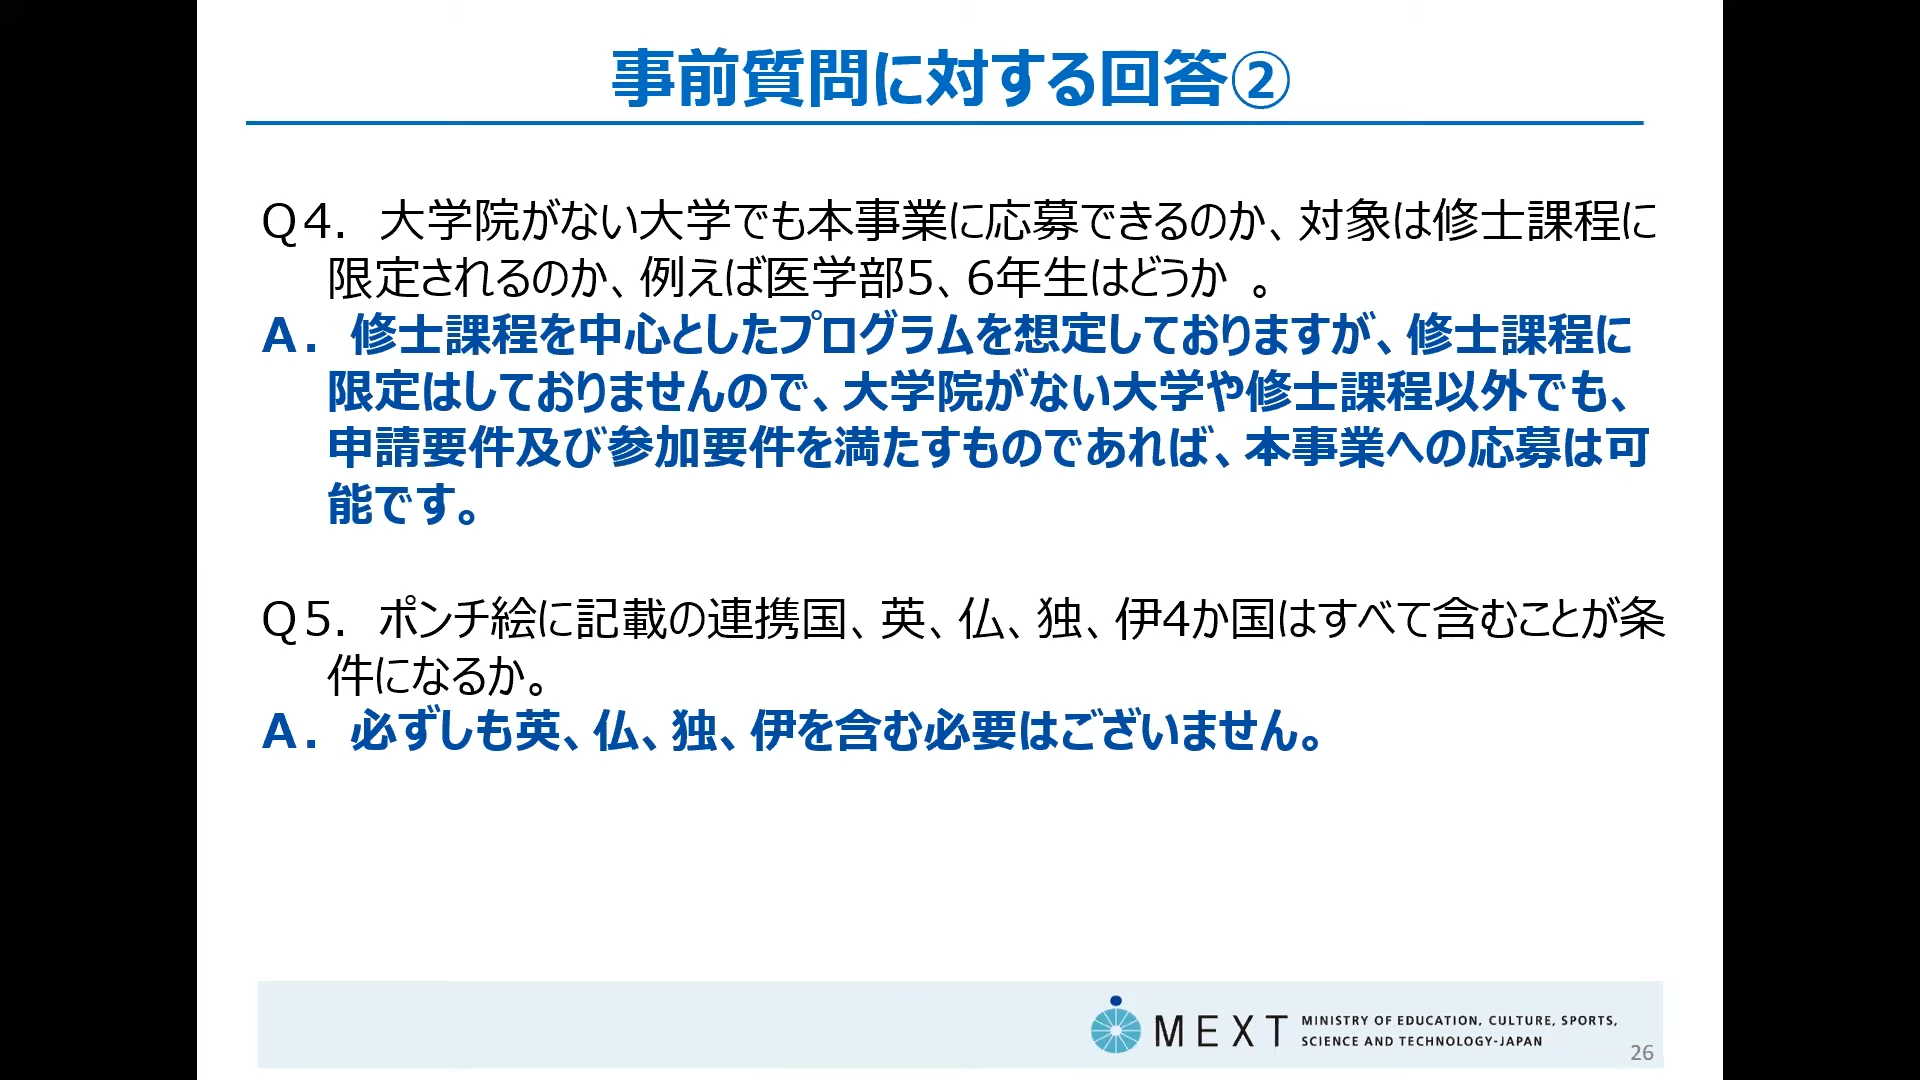 事前質問に対する回答②
Q4. 大学院がない大学でも本事業に応募できるのか、対象は修士課程に
限定されるのか、例えば医学部5、6年生はどうか 。
A. 修士課程を中心としたプログラムを想定しておりますが、修士課程に
限定はしておりませんので、大学院がない大学や修士課程以外でも、
申請要件及び参加要件を満たすものであれば、本事業への応募は可
能です。
Q5. ポンチ絵に記載の連携国、英、仏、独、伊4か国はすべて含むことが条
件になるか。
A. 必ずしも英、仏、独、伊を含む必要はございません。
MEXT
MINISTRY OF EDUCATION, CULTURE, SPORTS,
SCIENCE AND TECHNOLOGY-JAPAN
26